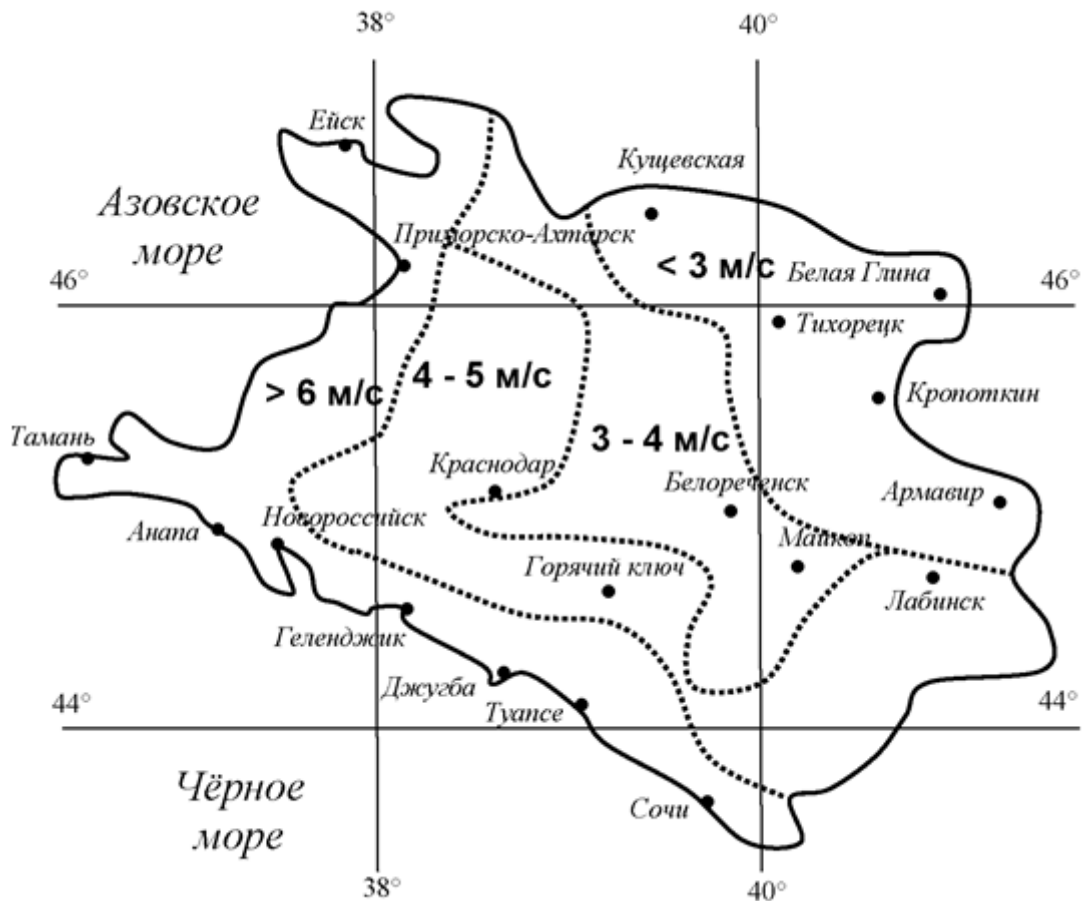 38°
40°
Ейск
Кущевская
Азовское
море
Приморско-Ахтарск
< 3 м/с
Белая Глина
46°
46°
Тихорецк
> 6 м/с
4 - 5 м/с
Кропоткин
3 - 4 м/с
Тамань
Краснодар
Белореченск
Армавир
Анапа
Новороссийск
Майкоп
Горячий ключ
Лабинск
Геленджик
Джугба
Туапсе
44°
44°
Чёрное
море
Сочи
38°
40°